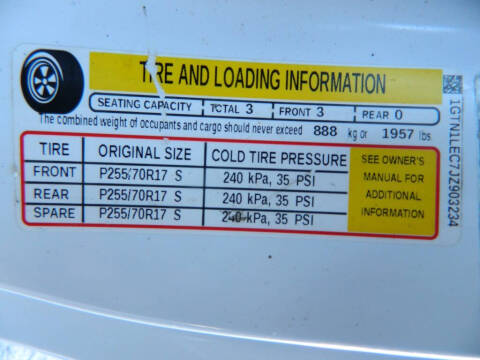 TIRE AND LOADING INFORMATION
SEATING CAPACITY TOTAL 3 FRONT 3 REAR 0
The combined weight of occupants and cargo should never exceed 888 kg or 1957 lbs.
TIRE ORIGINAL SIZE COLD TIRE PRESSURE
FRONT P255/70R17 S 240 kPa, 35 PSI
REAR P255/70R17 S 240 kPa, 35 PSI
SPARE P255/70R17 S 240 kPa, 35 PSI
SEE OWNER'S
MANUAL FOR
ADDITIONAL
INFORMATION
1GTN1LEC7JZ903234